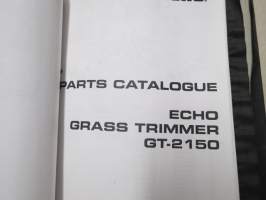 PARTS CATALOGUE
ECHO
GRASS TRIMMER
GT-2150